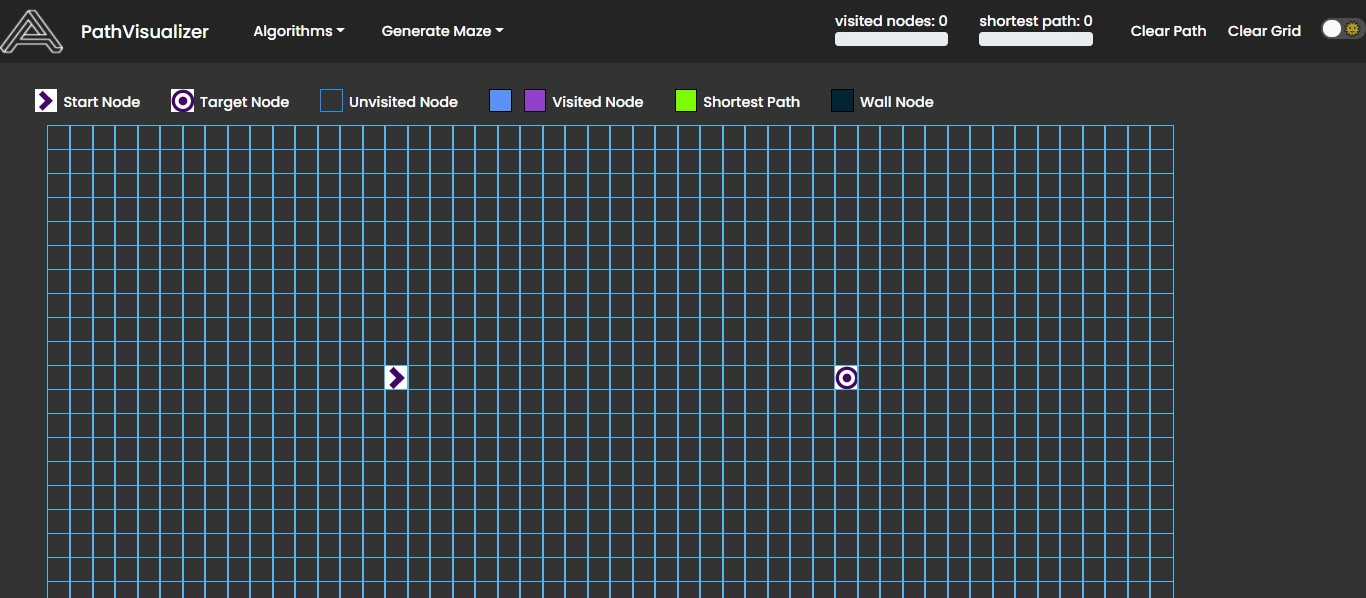 PathVisualizer
Algorithms
Generate Maze
visited nodes: 0
shortest path: 0
Clear Path
Clear Grid
Start Node
Target Node
Unvisited Node
Visited Node
Shortest Path
Wall Node